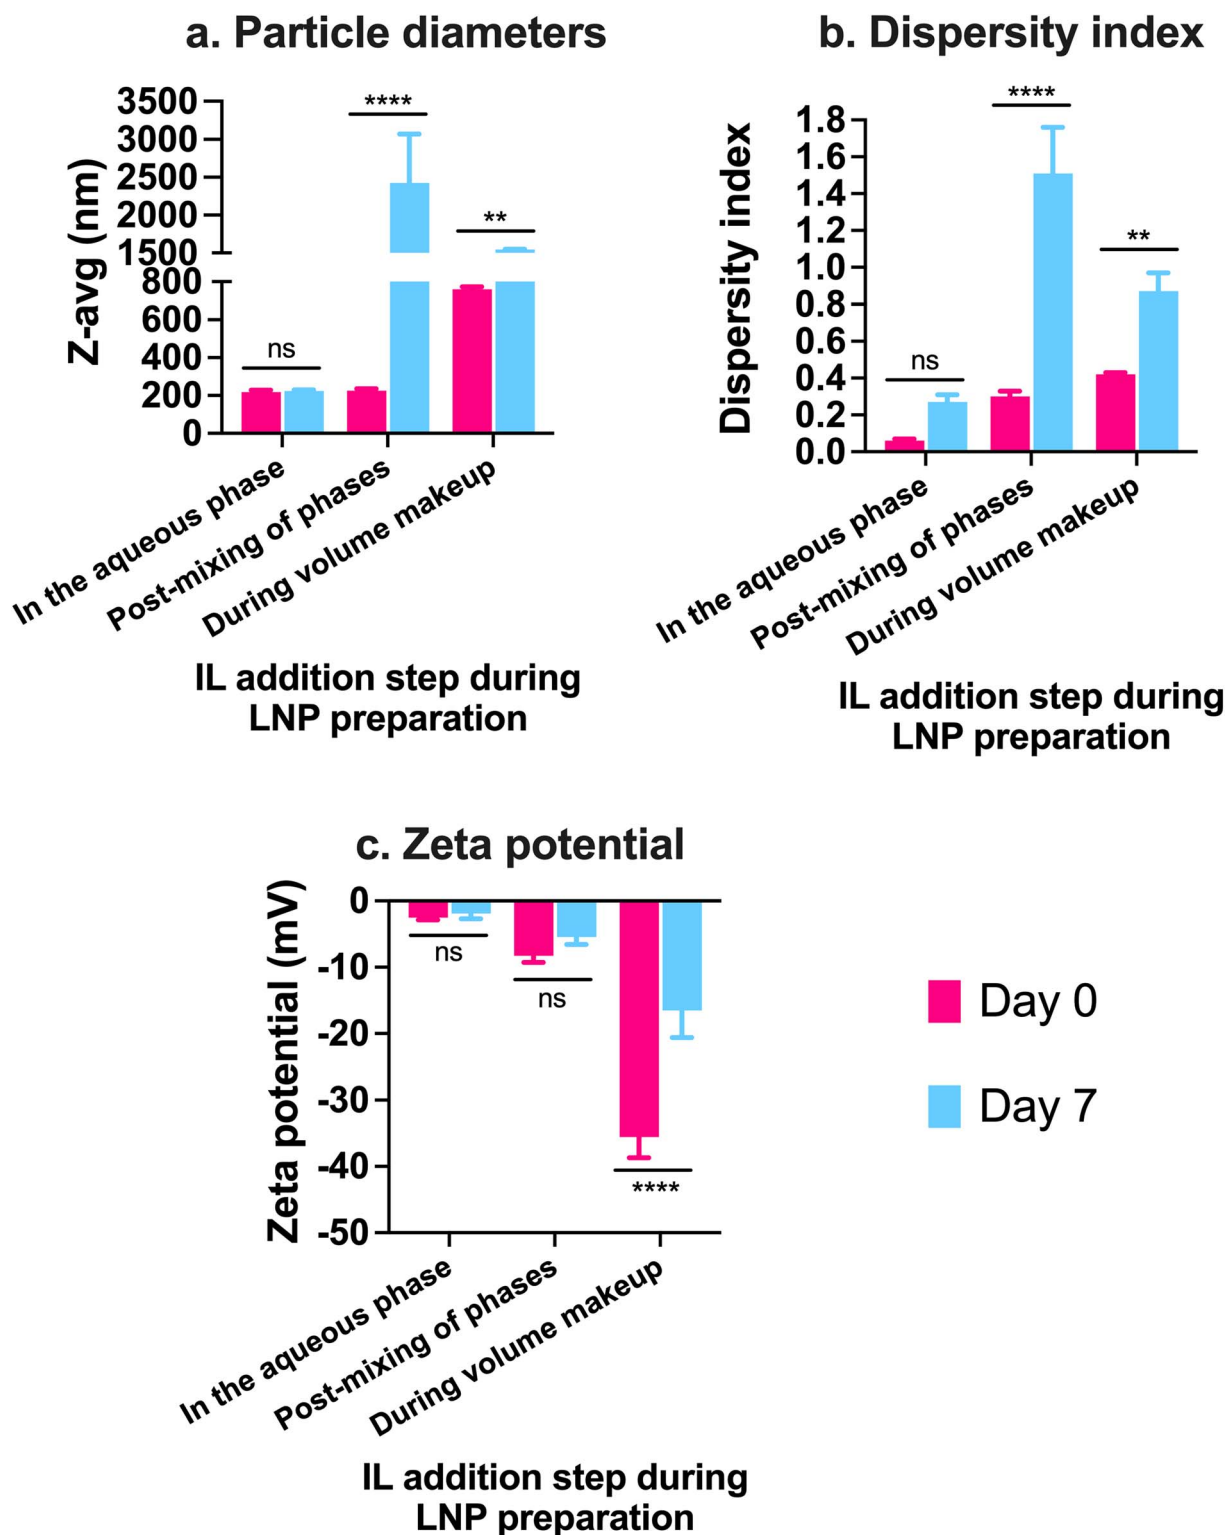 a. Particle diameters
3500
3000
2500
2000
1500
800
600
400
200
0
Z-avg (nm)
ns
****
**
In the aqueous phase
Post-mixing of phases
During volume makeup
IL addition step during
LNP preparation
b. Dispersity index
1.8
1.6
1.4
1.2
1.0
0.8
0.6
0.4
0.2
0.0
Dispersity index
ns
****
**
In the aqueous phase
Post-mixing of phases
During volume makeup
IL addition step during
LNP preparation
c. Zeta potential
0
-10
-20
-30
-40
-50
Zeta potential (mV)
ns
ns
****
In the aqueous phase
Post-mixing of phases
During volume makeup
IL addition step during
LNP preparation
Day 0
Day 7